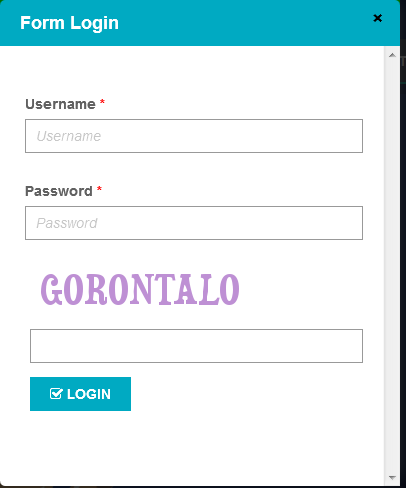 Form Login ×
Username *
Username
Password *
Password
GORONTALO
LOGIN